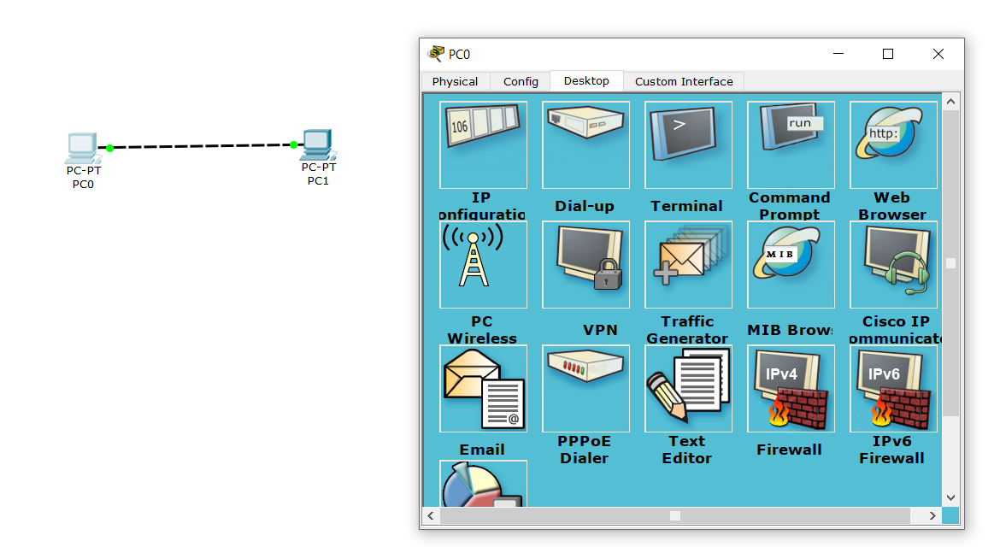 PC-PT
PC0
PC-PT
PC1
PC0
Physical
Config
Desktop
Custom Interface
106
>
run
http:
IP
onfiguratio
Dial-up
Terminal
Command
Prompt
Web
Browser
MIB
PC
Wireless
VPN
Traffic
Generator
MIB Brows
Cisco IP
ommunicato
@
IPv4
IPv6
Email
PPPoE
Dialer
Text
Editor
Firewall
IPv6
Firewall